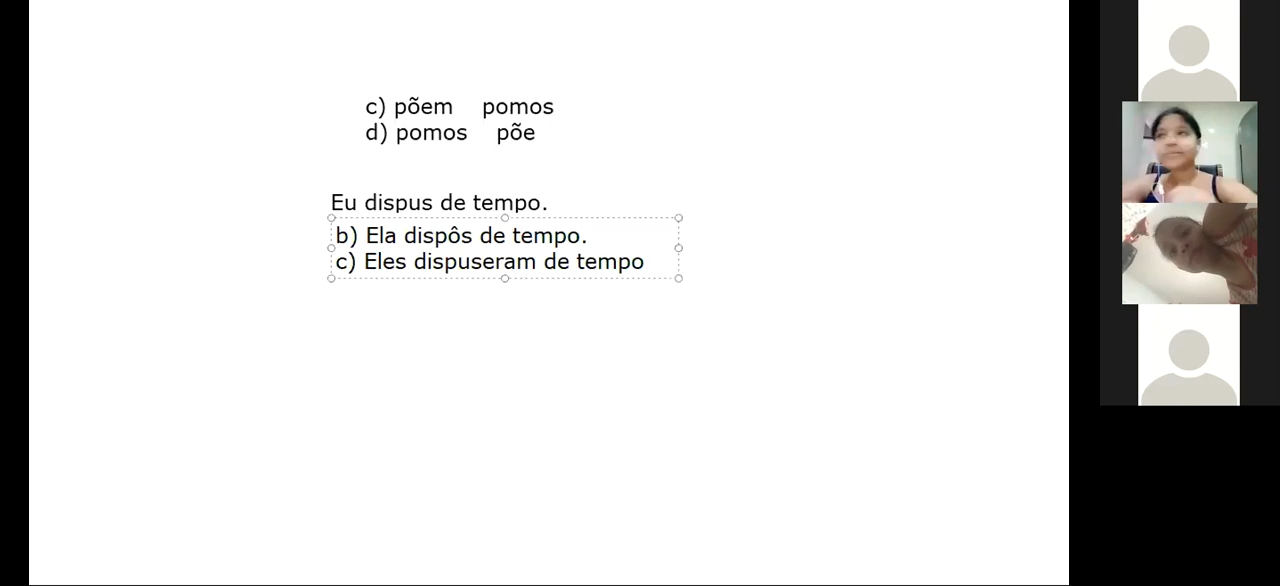 c) põem pomos
d) pomos põe
Eu dispus de tempo.
b) Ela dispôs de tempo.
c) Eles dispuseram de tempo